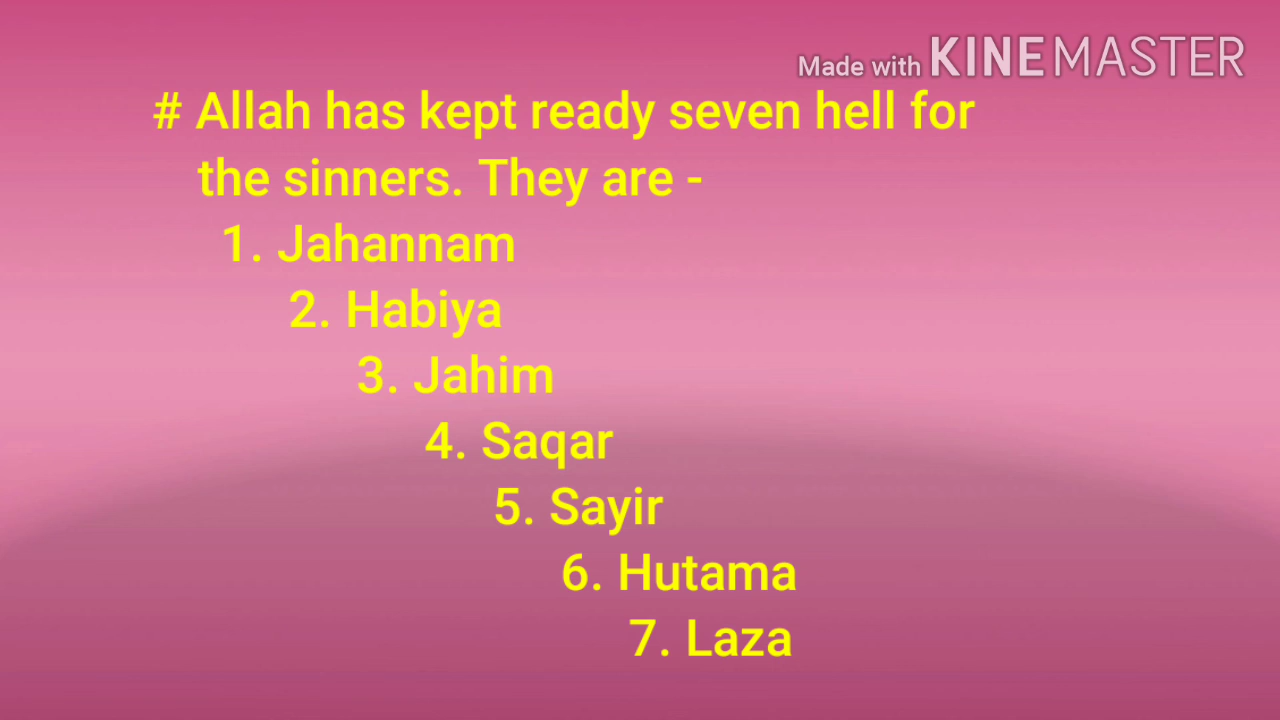 Made with KINEMASTER
# Allah has kept ready seven hell for
the sinners. They are -
1. Jahannam
2. Habiya
3. Jahim
4. Saqar
5. Sayir
6. Hutama
7. Laza